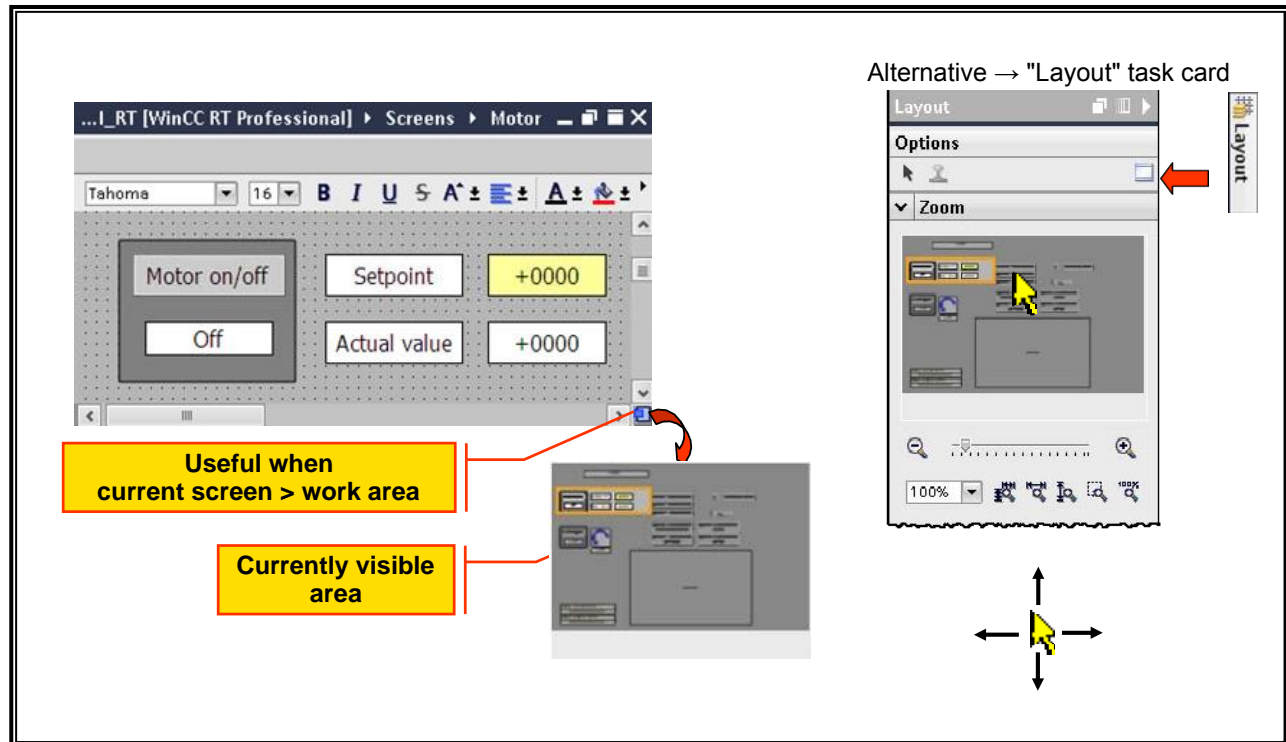 Alternative → "Layout" task card
...I_RT [WinCC RT Professional] ▸ Screens ▸ Motor
Tahoma 16 B I U S A A
Motor on/off Setpoint +0000
Off Actual value +0000
Useful when
current screen > work area
Currently visible
area
Layout
Options
Zoom
100% 100%
Layout